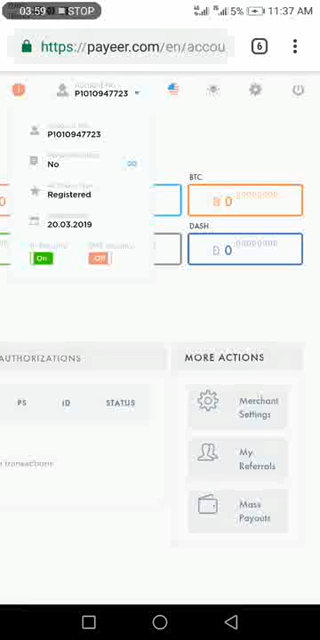 03:59 STOP
5% 11:37 AM
https://payeer.com/en/accou
6
P1010947723
P1010947723
No
Registered
20.03.2019
On
Off
BTC
0
DASH
0
AUTHORIZATIONS
PS ID STATUS
transactions
MORE ACTIONS
Merchant
Settings
My
Referrals
Mass
Payouts